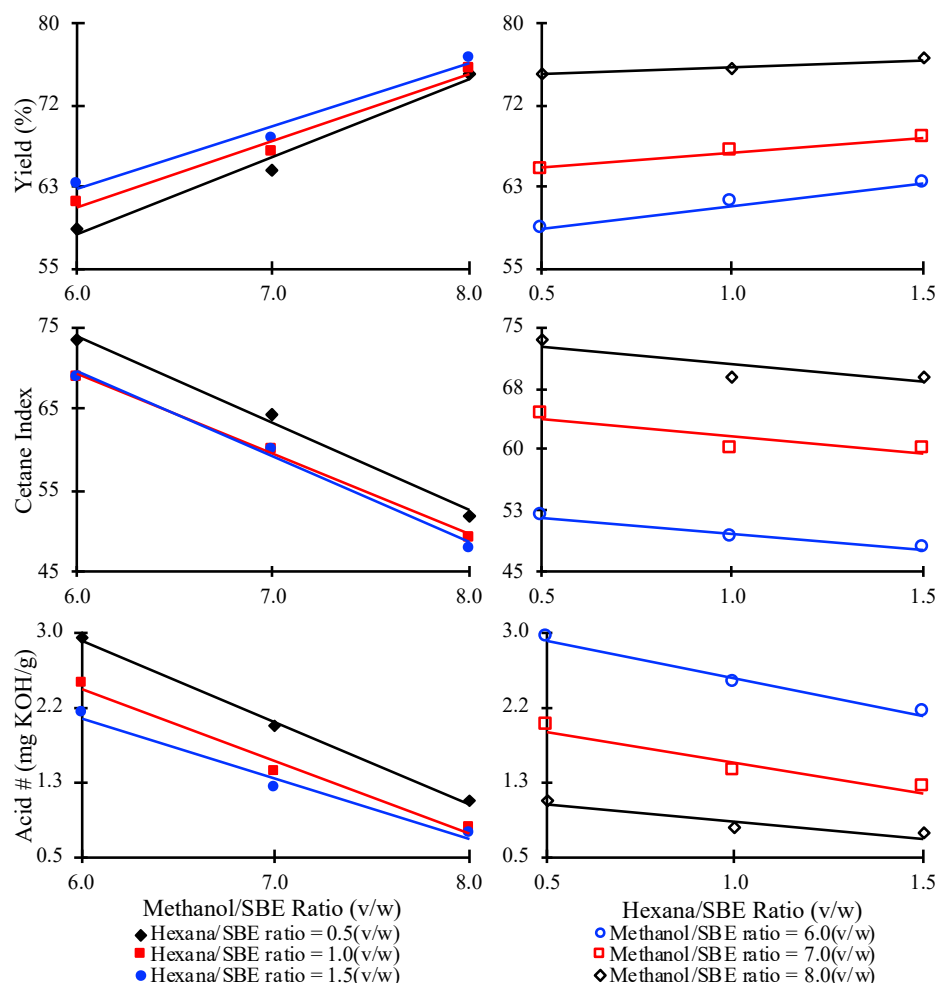 80
72
63
55
Yield (%)
6.0 7.0 8.0
0.5 1.0 1.5
75
65
55
45
Cetane Index
6.0 7.0 8.0
75
68
60
53
45
0.5 1.0 1.5
3.0
2.2
1.3
0.5
Acid # (mg KOH/g)
6.0 7.0 8.0
3.0
2.2
1.3
0.5
0.5 1.0 1.5
80
72
63
55
Methanol/SBE Ratio (v/w)
Hexana/SBE ratio = 0.5(v/w)
Hexana/SBE ratio = 1.0(v/w)
Hexana/SBE ratio = 1.5(v/w)
Hexana/SBE Ratio (v/w)
Methanol/SBE ratio = 6.0(v/w)
Methanol/SBE ratio = 7.0(v/w)
Methanol/SBE ratio = 8.0(v/w)